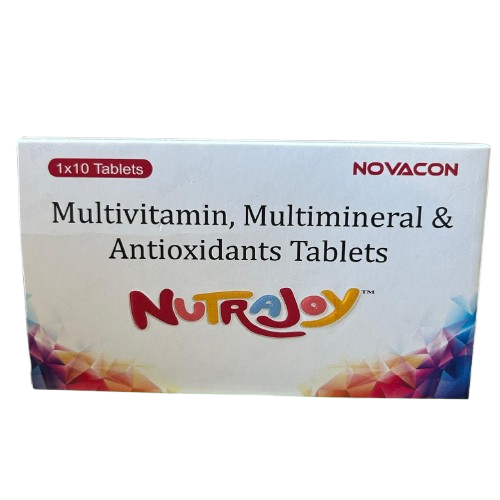 1x10 Tablets
NOVACON
Multivitamin, Multimineral &
Antioxidants Tablets
NUTRAJOY™